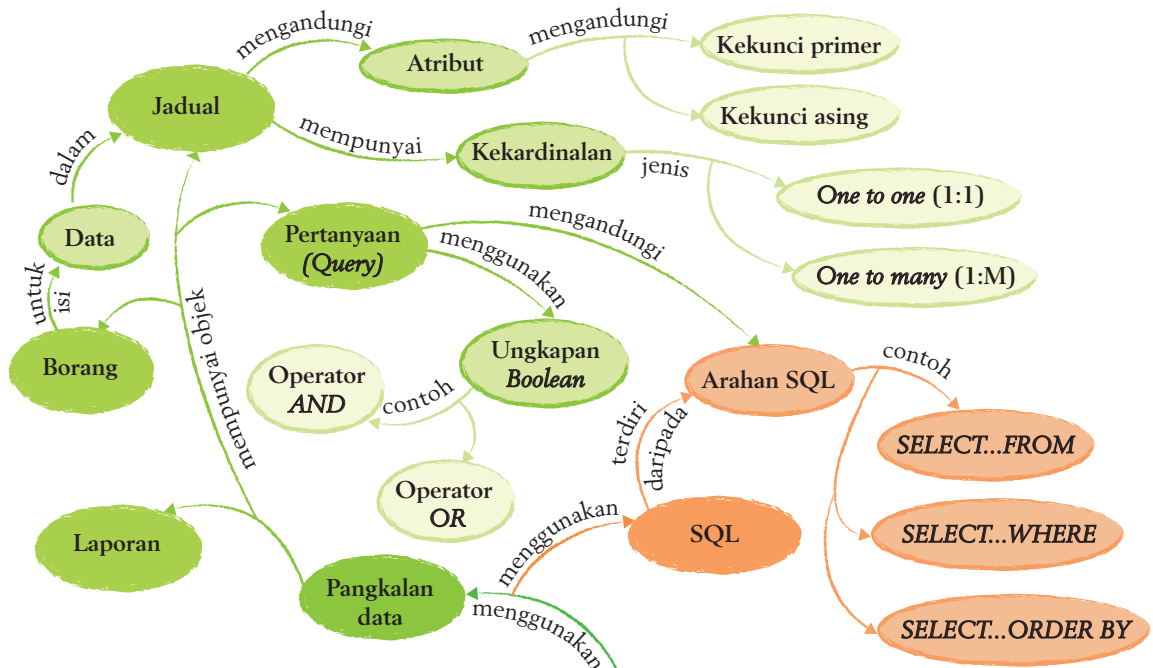 mengandungi
mengandungi
Kekunci primer
Atribut
Jadual
Kekunci asing
dalam
mempunyai
Kekardinalan
jenis
One to one (1:1)
Data
Pertanyaan
(Query)
mengandungi
menggunakan
One to many (1:M)
untuk
isi
mempunyai objek
Borang
Ungkapan
Boolean
Operator
AND
contoh
Arahan SQL
contoh
terdiri
daripada
SELECT...FROM
Operator
OR
Laporan
menggunakan
SQL
SELECT...WHERE
Pangkalan
data
menggunakan
SELECT...ORDER BY